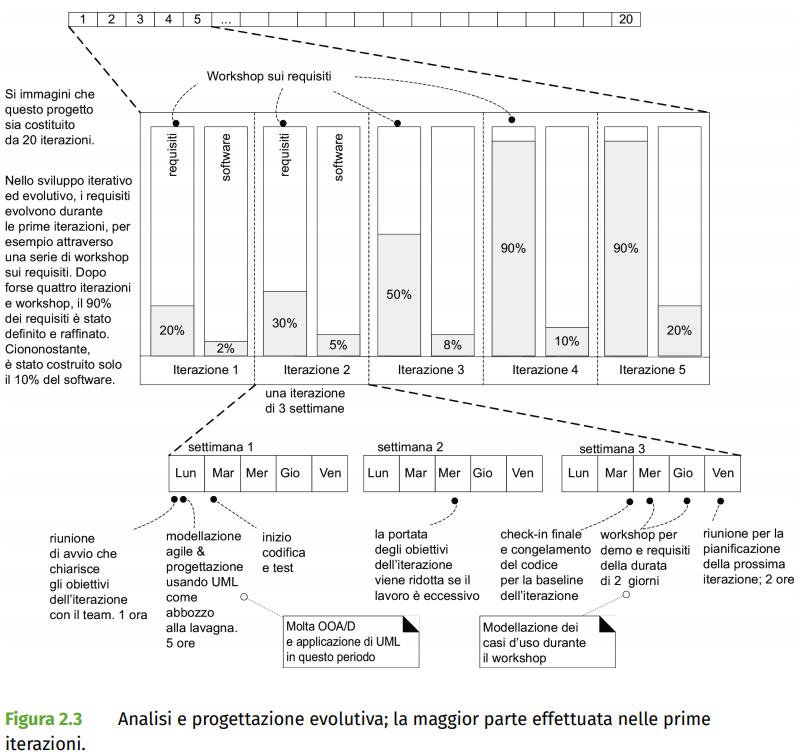 1 2 3 4 5 ... 20
Workshop sui requisiti
Si immagini che
questo progetto
sia costituito
da 20 iterazioni.
Nello sviluppo iterativo
ed evolutivo, i requisiti
evolvono durante
le prime iterazioni, per
esempio attraverso
una serie di workshop
sui requisiti. Dopo
forse quattro iterazioni
e workshop, il 90%
dei requisiti è stato
definito e raffinato.
Ciononostante,
è stato costruito solo
il 10% del software.
requisiti
software
requisiti
software
20%
2%
30%
5%
50%
8%
90%
10%
90%
20%
Iterazione 1
Iterazione 2
Iterazione 3
Iterazione 4
Iterazione 5
una iterazione
di 3 settimane
settimana 1
Lun Mar Mer Gio Ven
settimana 2
Lun Mar Mer Gio Ven
settimana 3
Lun Mar Mer Gio Ven
riunione
di avvio che
chiarisce
gli obiettivi
dell'iterazione
con il team. 1 ora
modellazione
agile &
progettazione
usando UML
come
abbozzo
alla lavagna.
5 ore
inizio
codifica
e test
la portata
degli obiettivi
dell'iterazione
viene ridotta se il
lavoro è eccessivo
check-in finale
e congelamento
del codice
per la baseline
dell'iterazione
workshop per
demo e requisiti
della durata
di 2 giorni
riunione per la
pianificazione
della prossima
iterazione; 2 ore
Molta OOA/D
e applicazione di UML
in questo periodo
Modellazione dei
casi d'uso durante
il workshop
Figura 2.3 Analisi e progettazione evolutiva; la maggior parte effettuata nelle prime
iterazioni.